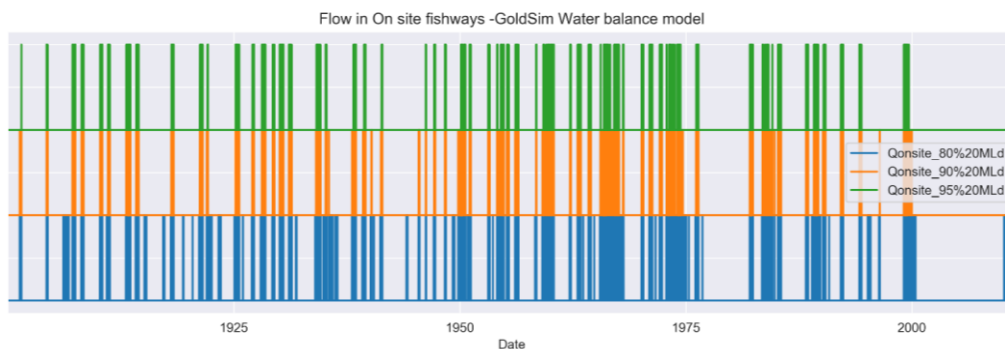 Flow in On site fishways -GoldSim Water balance model
Qonsite_80%20MLd
Qonsite_90%20MLd
Qonsite_95%20MLd
1925 1950 1975 2000
Date